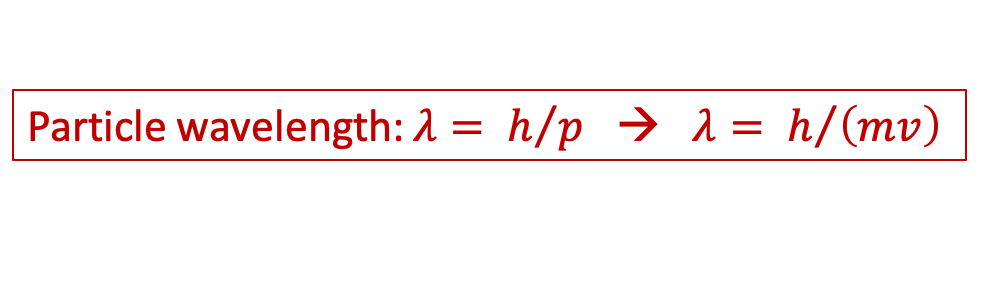 Particle wavelength: λ = h/p → λ = h/(mv)